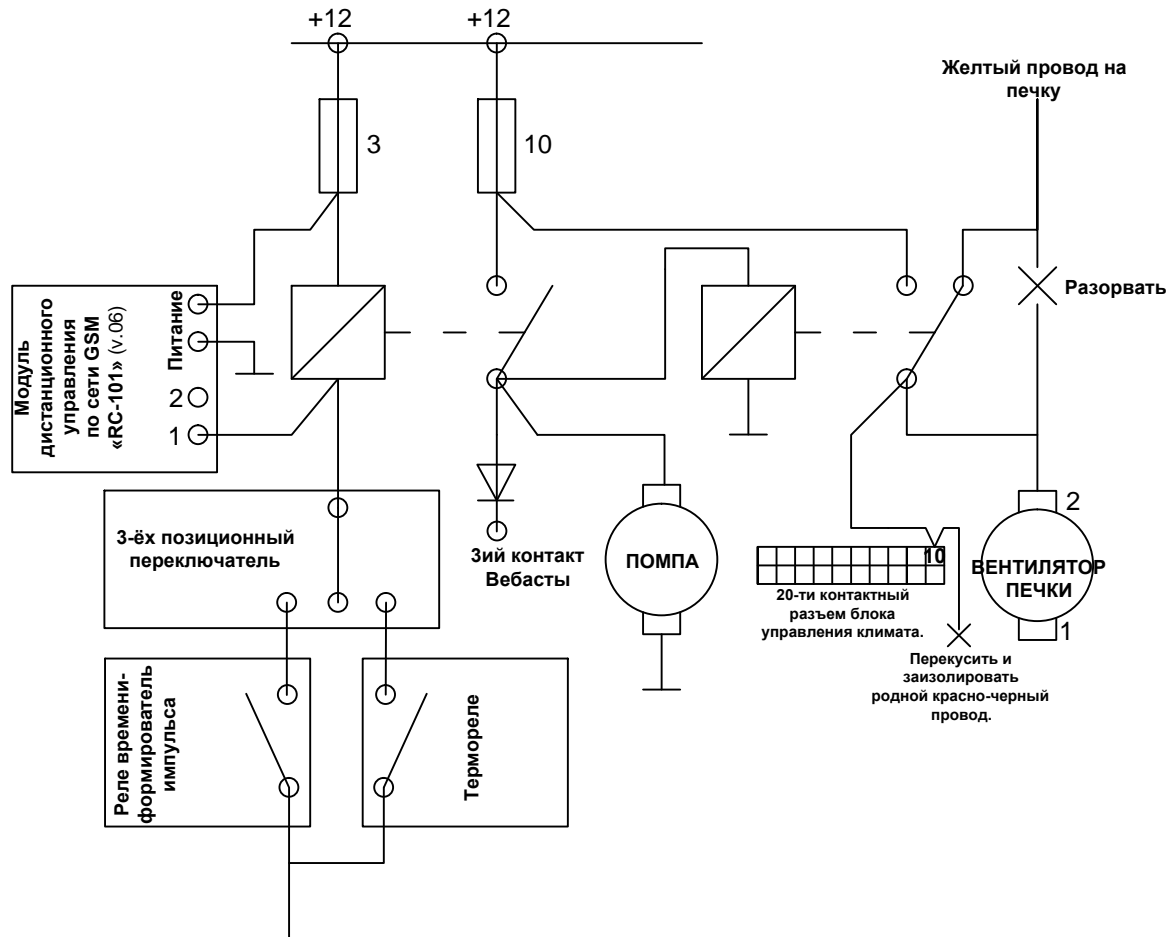 +12
+12
Желтый провод на
печку
3
10
Разорвать
Модуль
дистанционного
управления
по сети GSM
«RC-101» (v.06)
Питание
2
1
3-ёх позиционный
переключатель
3ий контакт
Вебасты
ПОМПА
10
20-ти контактный
разъем блока
управления климата.
2
ВЕНТИЛЯТОР
ПЕЧКИ
1
Перекусить и
заизолировать
родной красно-черный
провод.
Реле времени-
формирователь
импульса
Термореле